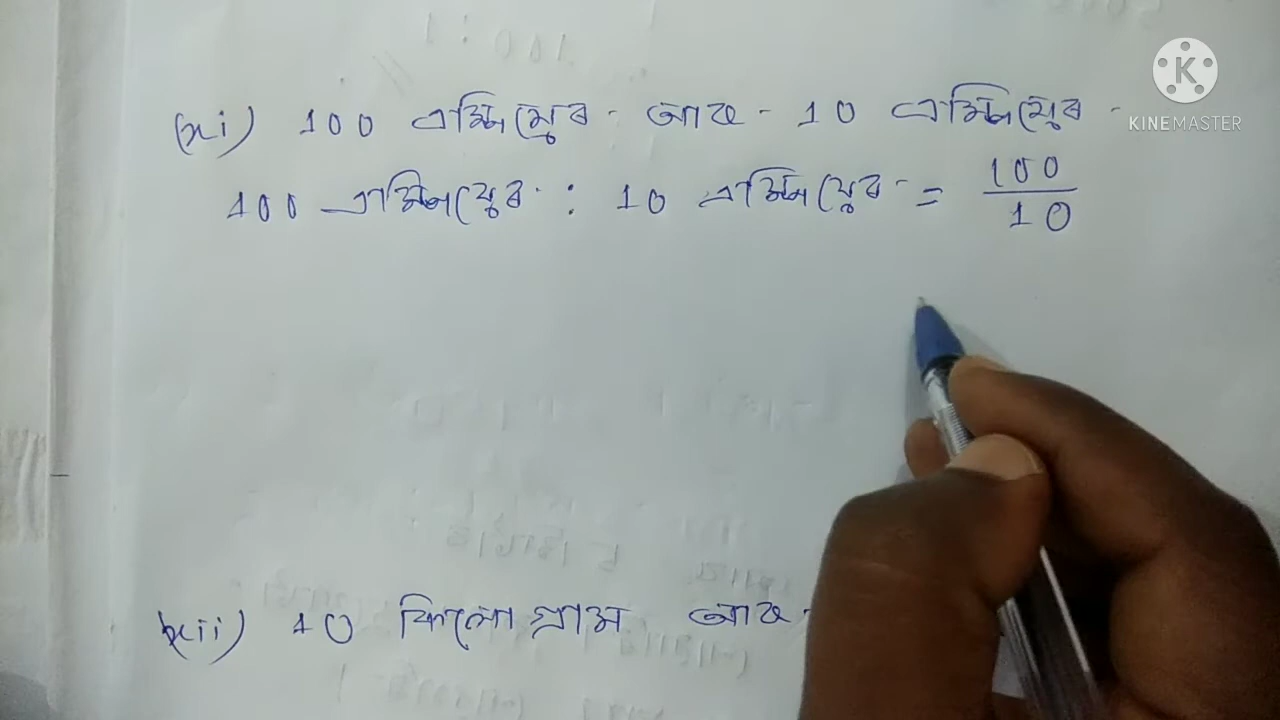 (xi) 100 এম্পিয়েৰ আৰু 10 এম্পিয়েৰ
100 এম্পিয়েৰ : 10 এম্পিয়েৰ = 100/10
(xii) 10 কিলোগ্ৰাম আৰু
KINEMASTER